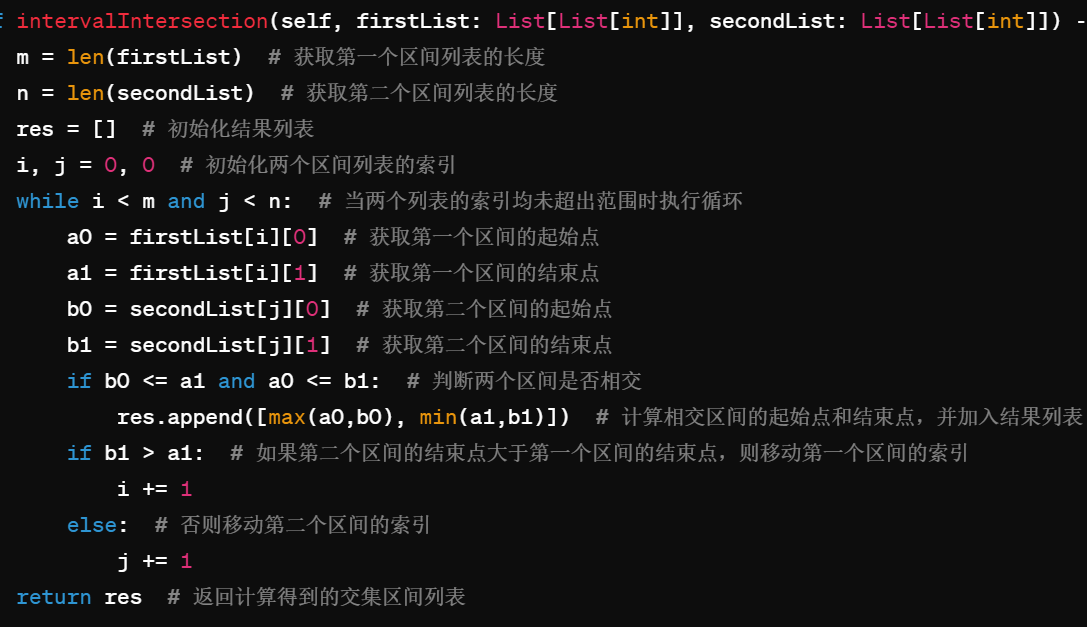 f intervalIntersection(self, firstList: List[List[int]], secondList: List[List[int]]) -
m = len(firstList)  # 获取第一个区间列表的长度
n = len(secondList)  # 获取第二个区间列表的长度
res = []  # 初始化结果列表
i, j = 0, 0  # 初始化两个区间列表的索引
while i < m and j < n:  # 当两个列表的索引均未超出范围时执行循环
    a0 = firstList[i][0]  # 获取第一个区间的起始点
    a1 = firstList[i][1]  # 获取第一个区间的结束点
    b0 = secondList[j][0]  # 获取第二个区间的起始点
    b1 = secondList[j][1]  # 获取第二个区间的结束点
    if b0 <= a1 and a0 <= b1:  # 判断两个区间是否相交
        res.append([max(a0,b0), min(a1,b1)])  # 计算相交区间的起始点和结束点，并加入结果列表
    if b1 > a1:  # 如果第二个区间的结束点大于第一个区间的结束点，则移动第一个区间的索引
        i += 1
    else:  # 否则移动第二个区间的索引
        j += 1
return res  # 返回计算得到的交集区间列表